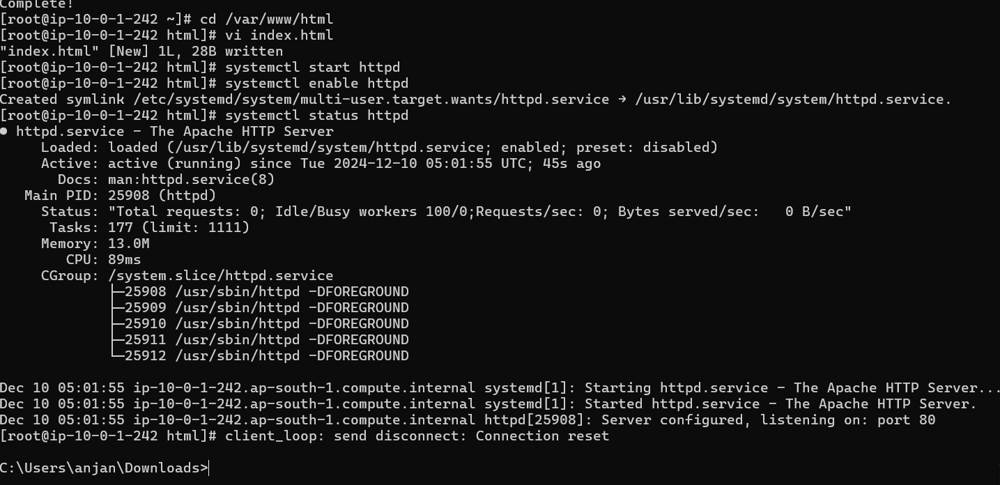 Complete!
[root@ip-10-0-1-242 ~]# cd /var/www/html
[root@ip-10-0-1-242 html]# vi index.html
"index.html" [New] 1L, 28B written
[root@ip-10-0-1-242 html]# systemctl start httpd
[root@ip-10-0-1-242 html]# systemctl enable httpd
Created symlink /etc/systemd/system/multi-user.target.wants/httpd.service → /usr/lib/systemd/system/httpd.service.
[root@ip-10-0-1-242 html]# systemctl status httpd
● httpd.service - The Apache HTTP Server
     Loaded: loaded (/usr/lib/systemd/system/httpd.service; enabled; preset: disabled)
     Active: active (running) since Tue 2024-12-10 05:01:55 UTC; 45s ago
       Docs: man:httpd.service(8)
   Main PID: 25908 (httpd)
     Status: "Total requests: 0; Idle/Busy workers 100/0;Requests/sec: 0; Bytes served/sec:   0 B/sec"
      Tasks: 177 (limit: 1111)
     Memory: 13.0M
        CPU: 89ms
     CGroup: /system.slice/httpd.service
             ├─25908 /usr/sbin/httpd -DFOREGROUND
             ├─25909 /usr/sbin/httpd -DFOREGROUND
             ├─25910 /usr/sbin/httpd -DFOREGROUND
             ├─25911 /usr/sbin/httpd -DFOREGROUND
             └─25912 /usr/sbin/httpd -DFOREGROUND
Dec 10 05:01:55 ip-10-0-1-242.ap-south-1.compute.internal systemd[1]: Starting httpd.service - The Apache HTTP Server...
Dec 10 05:01:55 ip-10-0-1-242.ap-south-1.compute.internal systemd[1]: Started httpd.service - The Apache HTTP Server.
Dec 10 05:01:55 ip-10-0-1-242.ap-south-1.compute.internal httpd[25908]: Server configured, listening on: port 80
[root@ip-10-0-1-242 html]# client_loop: send disconnect: Connection reset
C:\Users\anjan\Downloads>